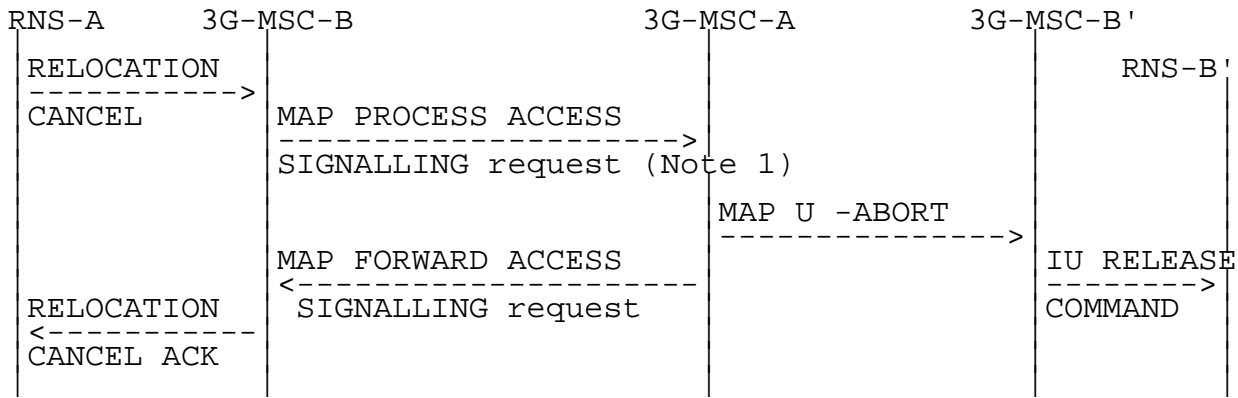 RNS-A 3G-MSC-B 3G-MSC-A 3G-MSC-B'
RELOCATION RNS-B'
----------->
CANCEL MAP PROCESS ACCESS
--------------------->
SIGNALLING request (Note 1)
MAP U -ABORT
--------------->
MAP FORWARD ACCESS IU RELEASE
<--------------------- -------->
RELOCATION SIGNALLING request COMMAND
<-----------
CANCEL ACK